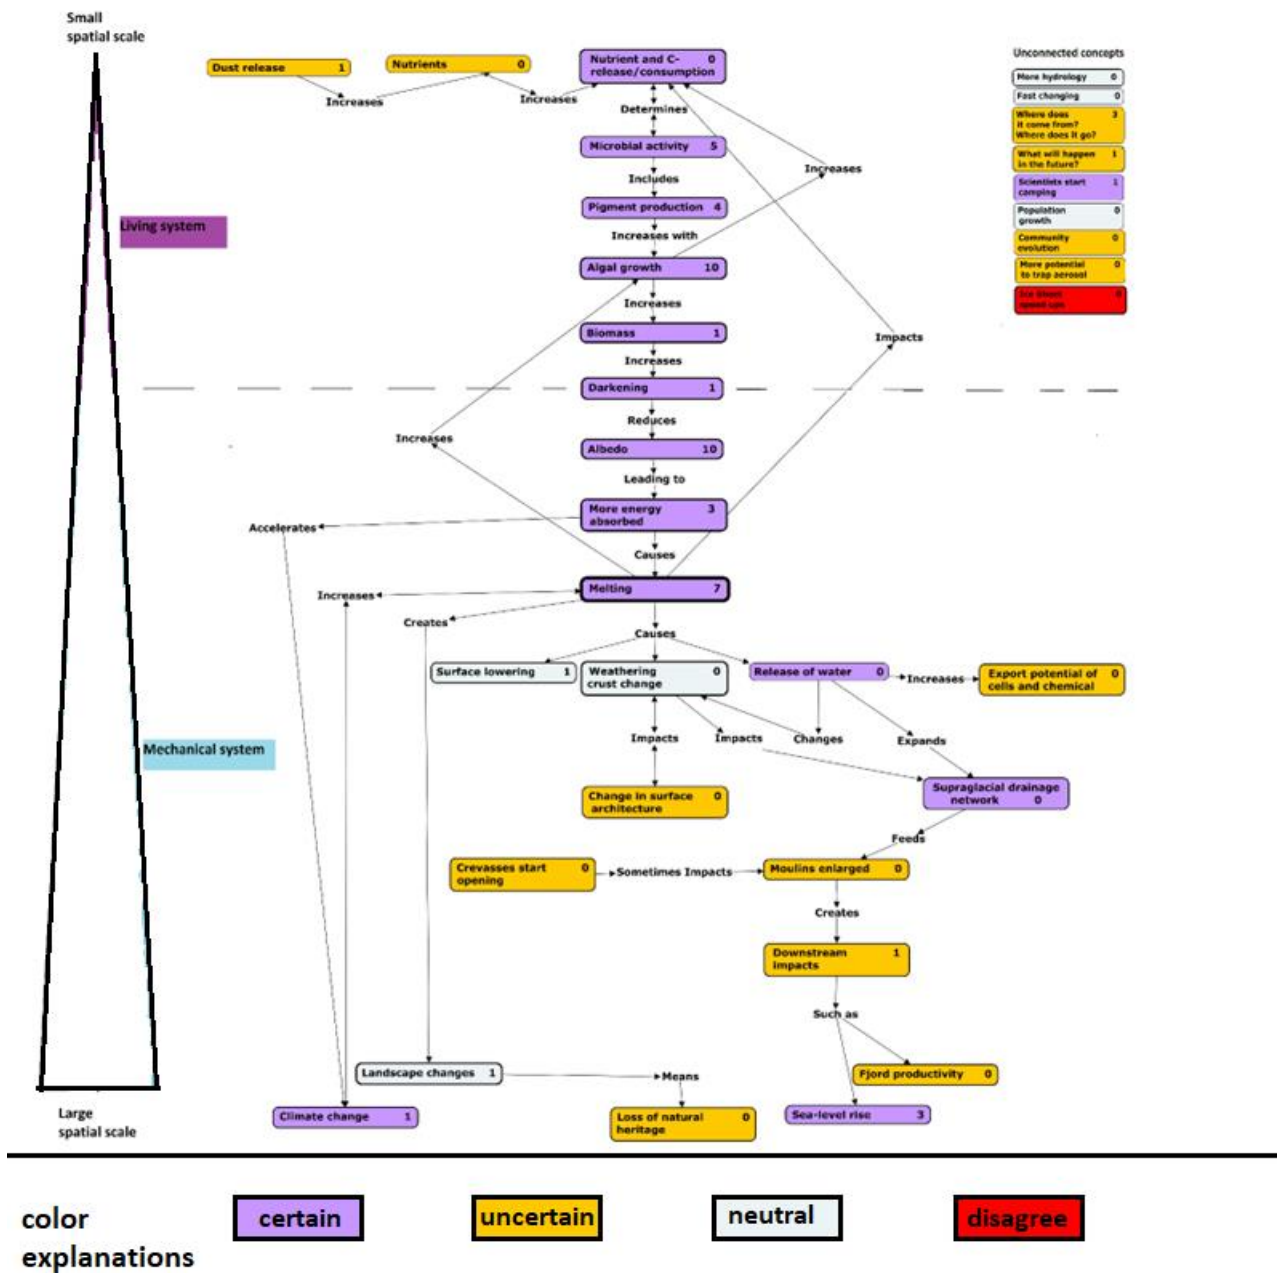 Small
spatial scale
Dust release 1
Nutrients 0
Nutrient and C- 0
release/consumption
Unconnected concepts
More hydrology 0
Fast changing 0
Where does 3
it come from?
Where does it go?
What will happen 1
in the future?
Scientists start 1
camping
Population 0
growth
Community 0
evolution
More potential 0
to trap aerosol
Ice sheet 0
speed ups
Increases
Increases
Determines
Microbial activity 5
Increases
Includes
Pigment production 4
Living system
Increases with
Algal growth 10
Increases
Biomass 1
Impacts
Increases
Darkening 1
Reduces
Increases
Albedo 10
Leading to
More energy 3
absorbed
Accelerates
Causes
Melting 7
Increases
Creates
Causes
Surface lowering 1
Weathering 0
crust change
Release of water 0
Increases
Export potential of 0
cells and chemical
Impacts
Impacts
Changes
Expands
Mechanical system
Change in surface 0
architecture
Supraglacial drainage
network 0
Feeds
Crevasses start 0
opening
Sometimes Impacts
Moulins enlarged 0
Creates
Downstream 1
impacts
Such as
Landscape changes 1
Means
Fjord productivity 0
Large
spatial scale
Climate change 1
Loss of natural 0
heritage
Sea-level rise 3
color
explanations
certain
uncertain
neutral
disagree